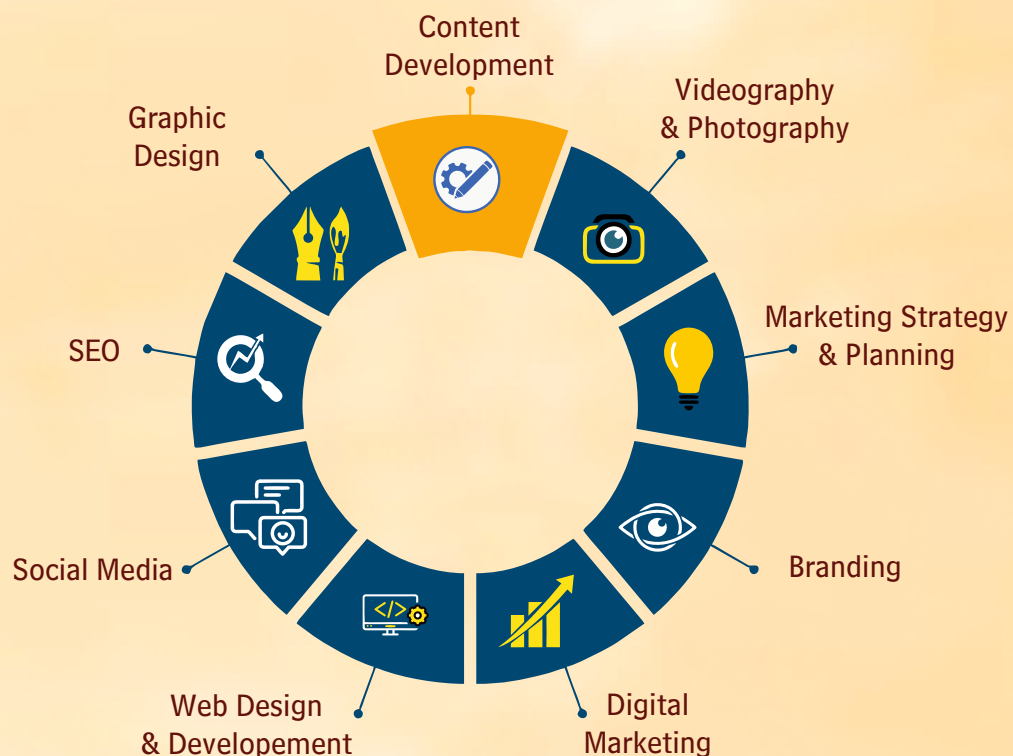 Content
Development
Videography
& Photography
Marketing Strategy
& Planning
Branding
Digital
Marketing
Web Design
& Developement
Social Media
SEO
Graphic
Design
</>